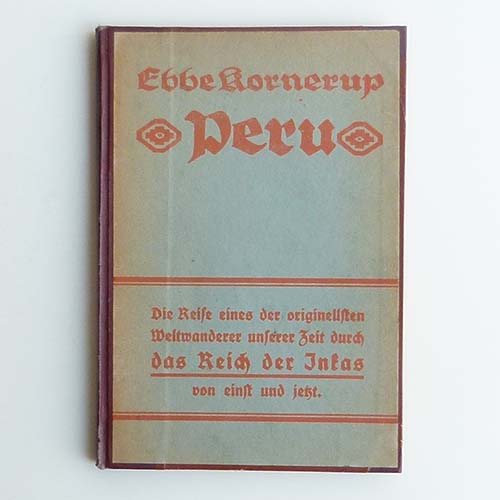 Ebbe Kornerup
Peru
Die Reise eines der originellsten
Weltwanderer unserer Zeit durch
das Reich der Inkas
von einst und jetzt.